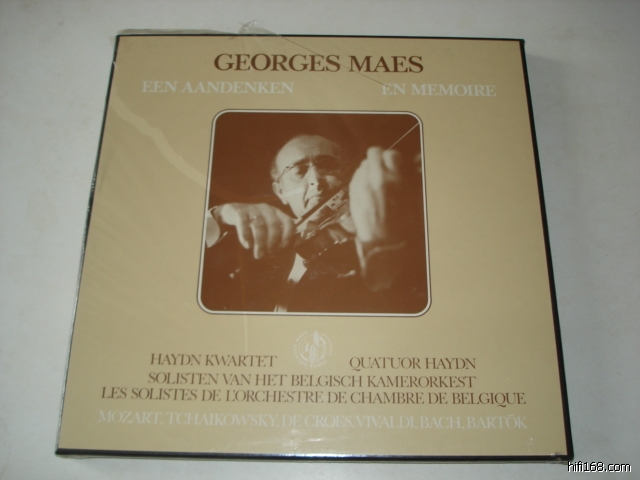 GEORGES MAES
EEN AANDENKEN EN MEMOIRE
HAYDN KWARTET QUATUOR HAYDN
SOLISTEN VAN HET BELGISCH KAMERORKEST
LES SOLISTES DE L'ORCHESTRE DE CHAMBRE DE BELGIQUE
MOZART, TCHAIKOWSKY, DE CROES, VIVALDI, BACH, BARTÓK
hifi168.com